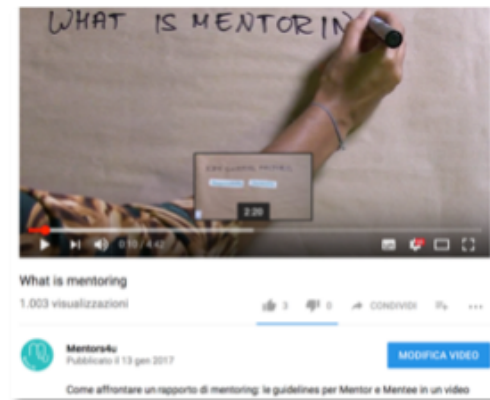 WHAT IS MENTORIN
2:20
0:10 / 4:42
What is mentoring
1.003 visualizzazioni
3
0
CONDIVIDI
Mentors4u
Pubblicato il 13 gen 2017
MODIFICA VIDEO
Come affrontare un rapporto di mentoring: le guidelines per Mentor e Mentee in un video